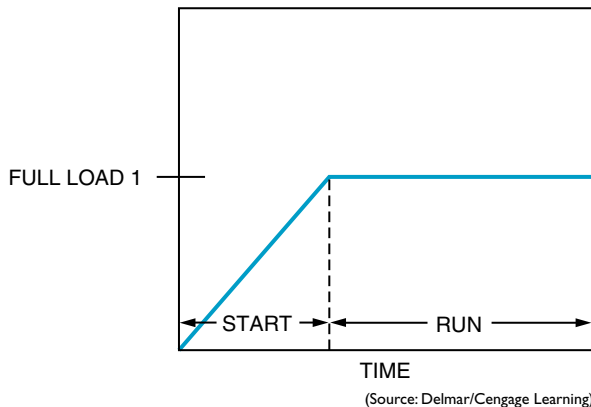 FULL LOAD 1
START
RUN
TIME
(Source: Delmar/Cengage Learning)